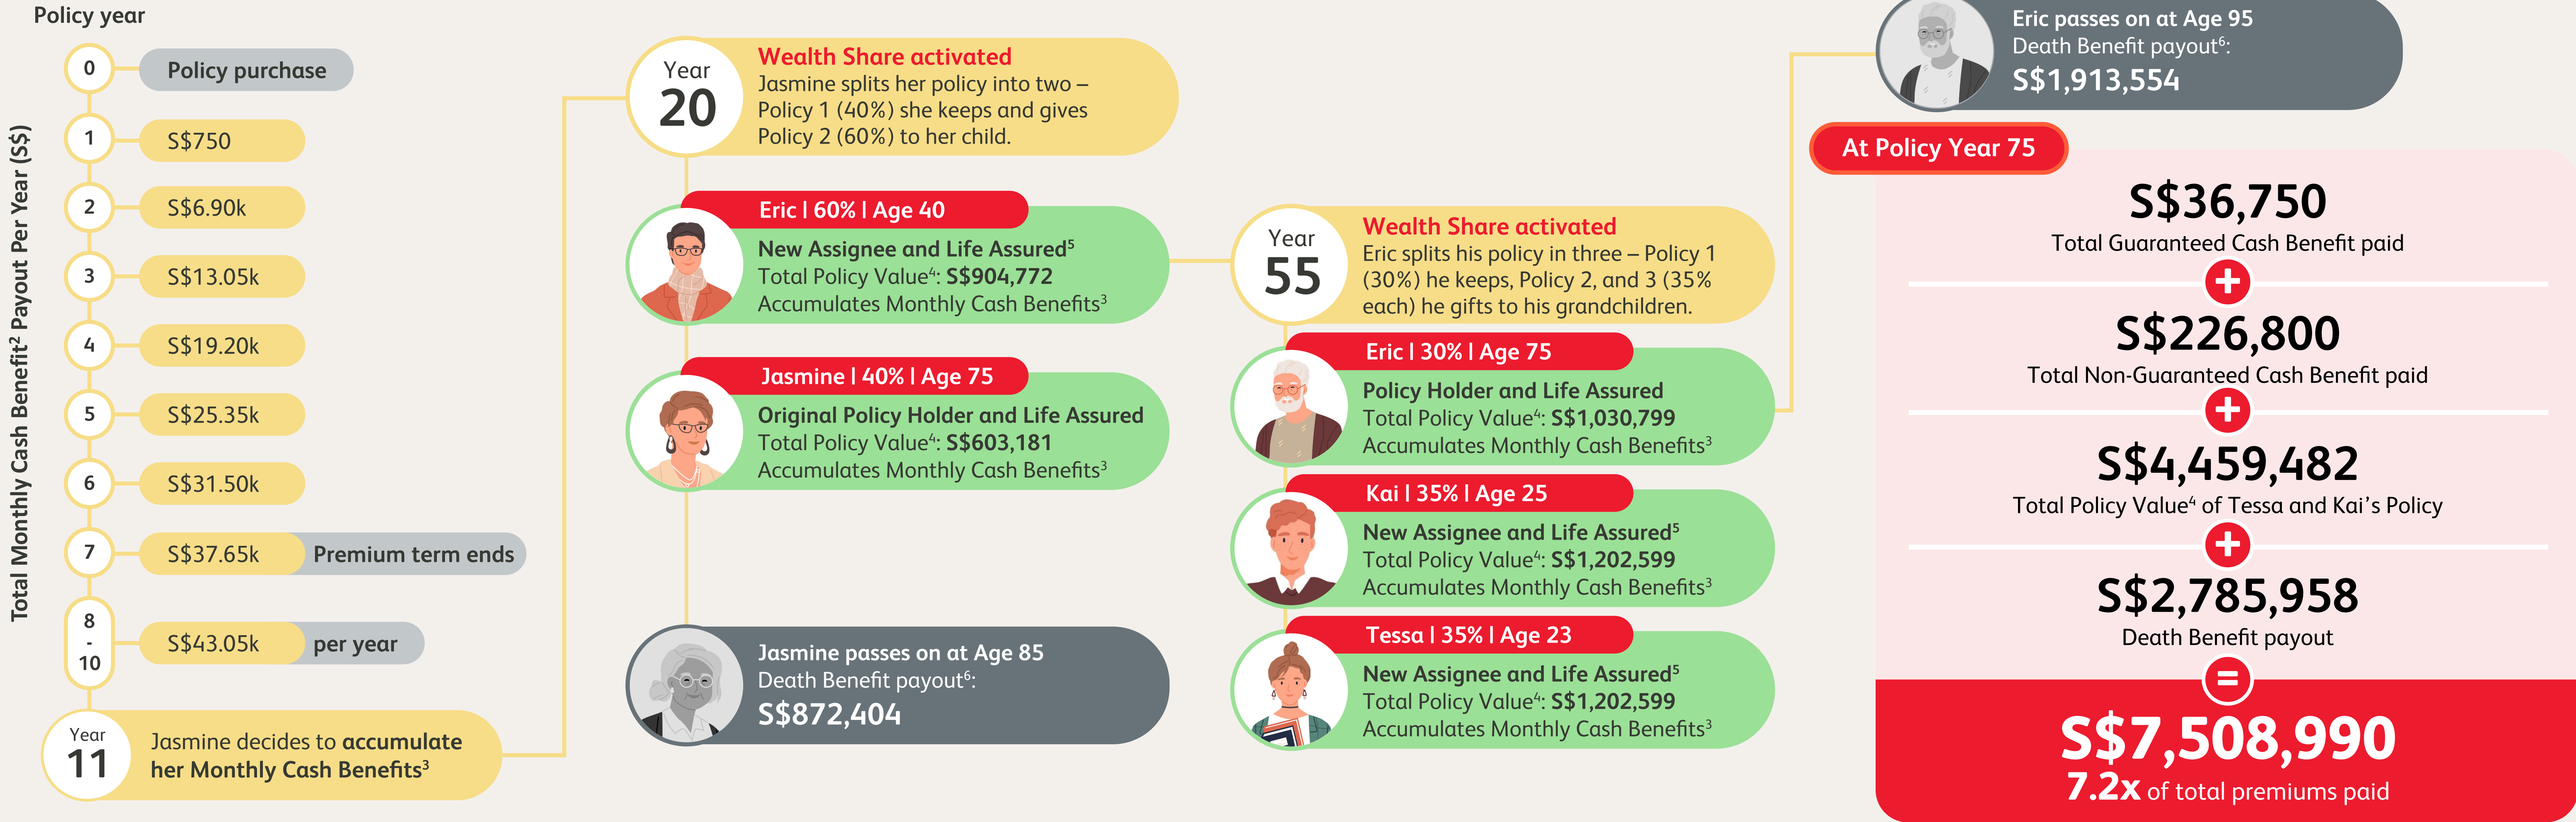 Policy year
Total Monthly Cash Benefit² Payout Per Year (S$)
0
Policy purchase
1
S$750
2
S$6.90k
3
S$13.05k
4
S$19.20k
5
S$25.35k
6
S$31.50k
7
S$37.65k
Premium term ends
8
-
10
S$43.05k
per year
Year
11
Jasmine decides to accumulate
her Monthly Cash Benefits³
Year
20
Wealth Share activated
Jasmine splits her policy into two –
Policy 1 (40%) she keeps and gives
Policy 2 (60%) to her child.
Eric | 60% | Age 40
New Assignee and Life Assured⁵
Total Policy Value⁴: S$904,772
Accumulates Monthly Cash Benefits³
Jasmine | 40% | Age 75
Original Policy Holder and Life Assured
Total Policy Value⁴: S$603,181
Accumulates Monthly Cash Benefits³
Jasmine passes on at Age 85
Death Benefit payout⁶:
S$872,404
Year
55
Wealth Share activated
Eric splits his policy in three – Policy 1
(30%) he keeps, Policy 2, and 3 (35%
each) he gifts to his grandchildren.
Eric | 30% | Age 75
Policy Holder and Life Assured
Total Policy Value⁴: S$1,030,799
Accumulates Monthly Cash Benefits³
Kai | 35% | Age 25
New Assignee and Life Assured⁵
Total Policy Value⁴: S$1,202,599
Accumulates Monthly Cash Benefits³
Tessa | 35% | Age 23
New Assignee and Life Assured⁵
Total Policy Value⁴: S$1,202,599
Accumulates Monthly Cash Benefits³
Eric passes on at Age 95
Death Benefit payout⁶:
S$1,913,554
At Policy Year 75
S$36,750
Total Guaranteed Cash Benefit paid
+
S$226,800
Total Non-Guaranteed Cash Benefit paid
+
S$4,459,482
Total Policy Value⁴ of Tessa and Kai’s Policy
+
S$2,785,958
Death Benefit payout
=
S$7,508,990
7.2x of total premiums paid